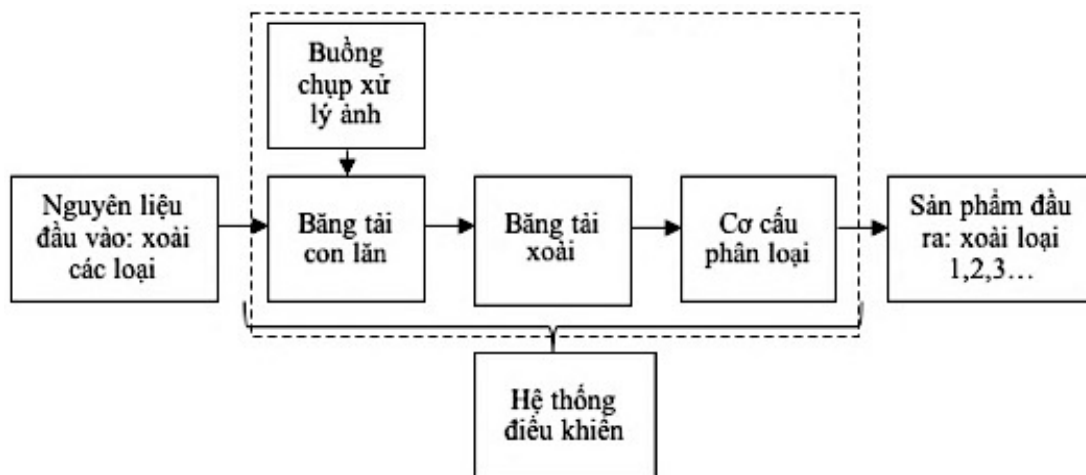 Buồng
chụp xử
lý ảnh
Nguyên liệu
đầu vào: xoài
các loại
Băng tải
con lăn
Băng tải
xoài
Cơ cấu
phân loại
Sản phẩm đầu
ra: xoài loại
1,2,3…
Hệ thống
điều khiển